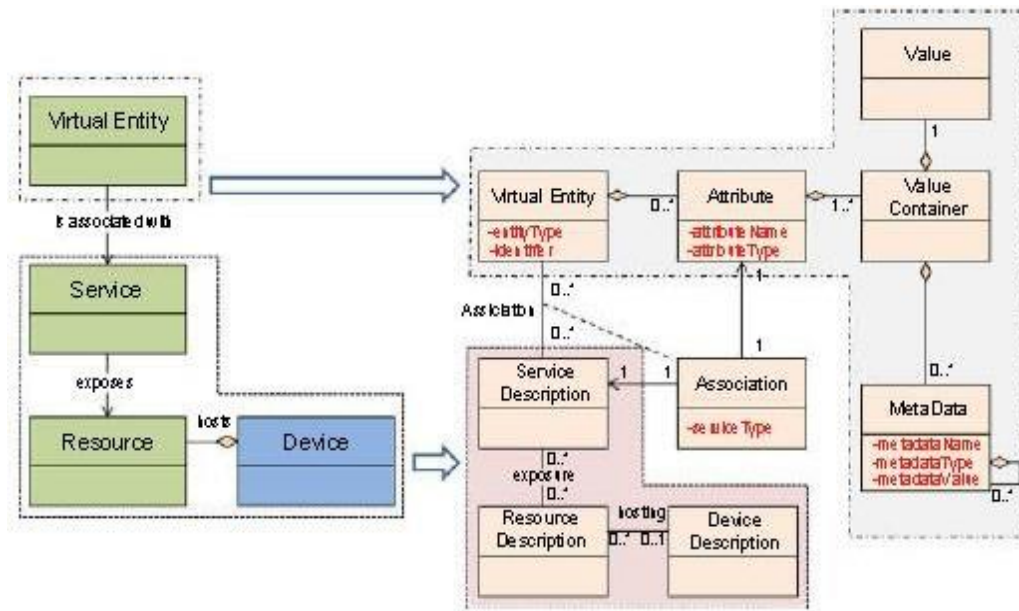 Virtual Entity
is associated with
Service
exposes
Resource
hosts
Device
Value
1
Virtual Entity
-entityType
-identifier
0..*
Attribute
-attributeName
-attributeType
1..*
Value
Container
0..*
1
Association
0..*
Service
Description
1
1
1
Association
-serviceType
0..*
MetaData
-metadataName
-metadataType
-metadataValue
0..*
0..*
exposure
0..*
Resource
Description
hosting
0..*
0..1
Device
Description